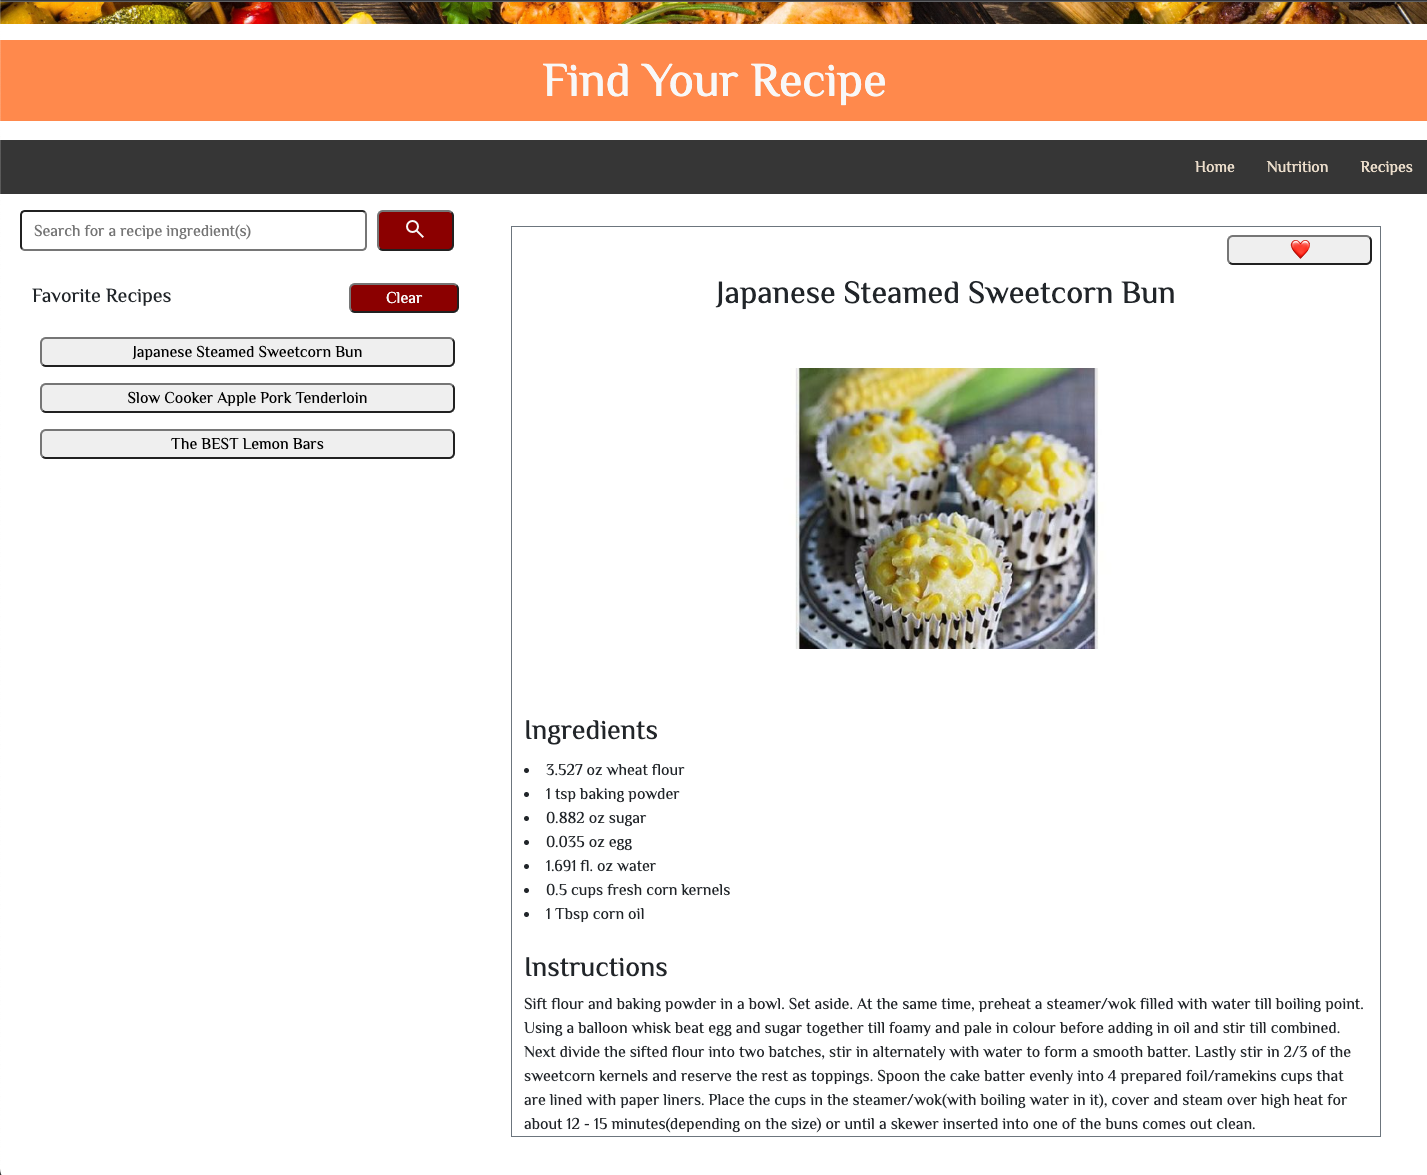 Find Your Recipe
Home Nutrition Recipes
Search for a recipe ingredient(s)
Favorite Recipes
Clear
Japanese Steamed Sweetcorn Bun
Slow Cooker Apple Pork Tenderloin
The BEST Lemon Bars
Japanese Steamed Sweetcorn Bun
Ingredients
• 3.527 oz wheat flour
• 1 tsp baking powder
• 0.882 oz sugar
• 0.035 oz egg
• 1.691 fl. oz water
• 0.5 cups fresh corn kernels
• 1 Tbsp corn oil
Instructions
Sift flour and baking powder in a bowl. Set aside. At the same time, preheat a steamer/wok filled with water till boiling point.
Using a balloon whisk beat egg and sugar together till foamy and pale in colour before adding in oil and stir till combined.
Next divide the sifted flour into two batches, stir in alternately with water to form a smooth batter. Lastly stir in 2/3 of the
sweetcorn kernels and reserve the rest as toppings. Spoon the cake batter evenly into 4 prepared foil/ramekins cups that
are lined with paper liners. Place the cups in the steamer/wok(with boiling water in it), cover and steam over high heat for
about 12 - 15 minutes(depending on the size) or until a skewer inserted into one of the buns comes out clean.